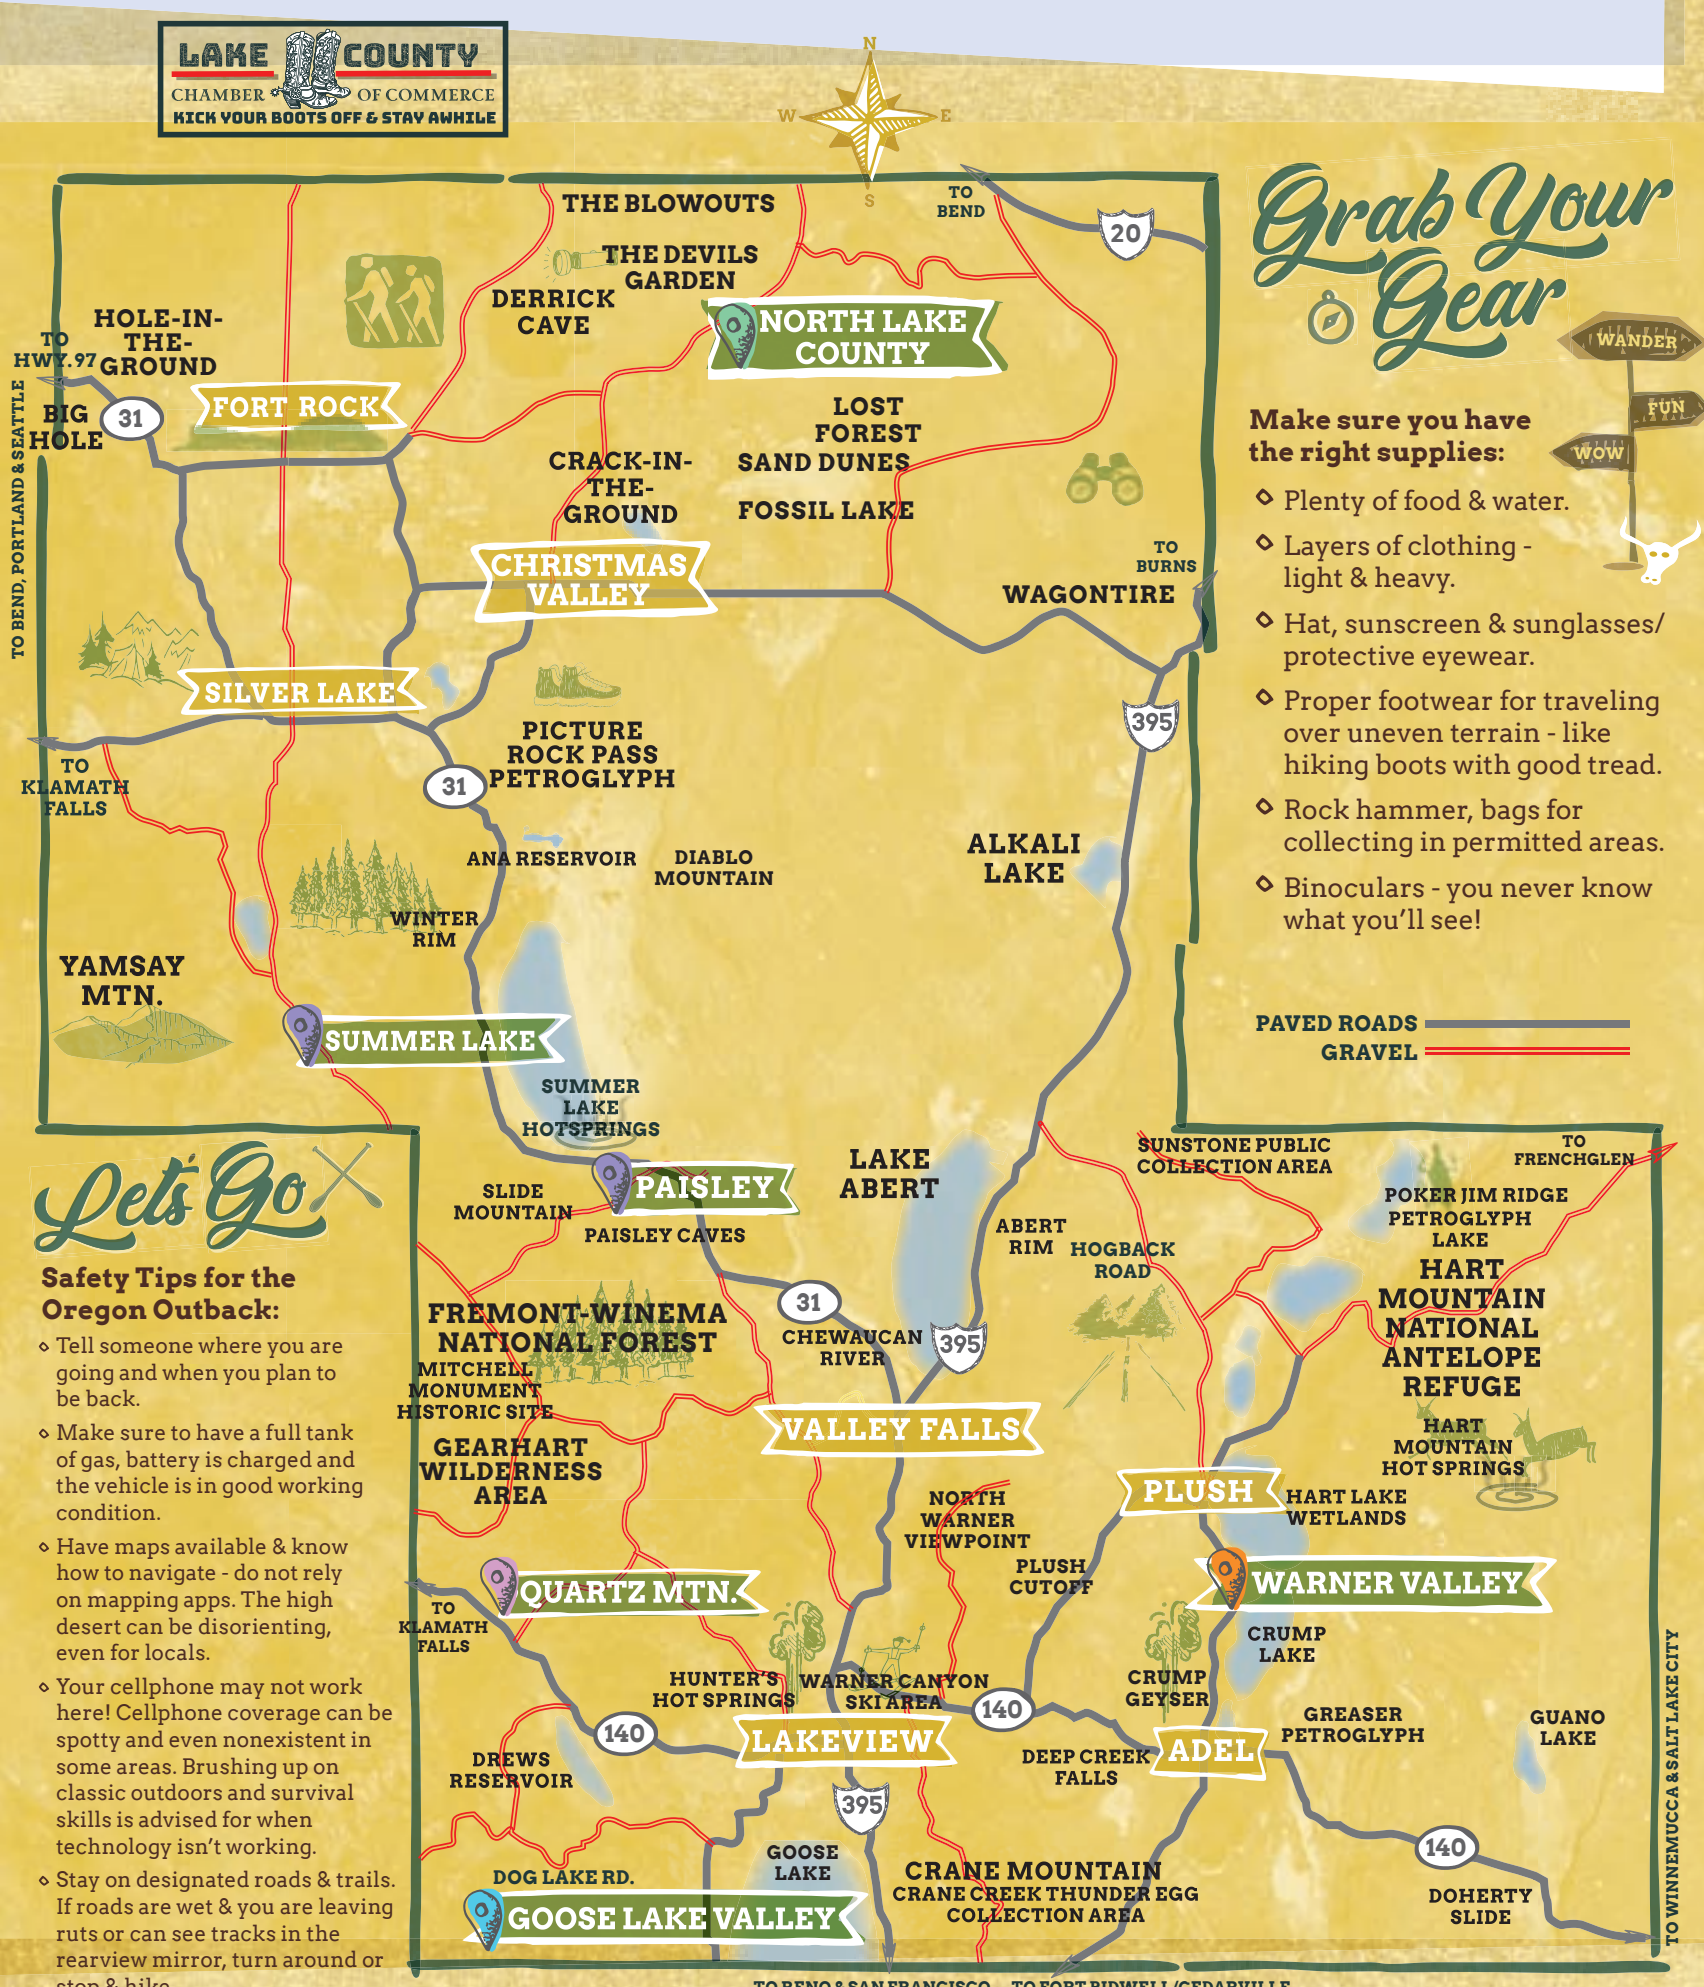 LAKE COUNTY
CHAMBER OF COMMERCE
KICK YOUR BOOTS OFF & STAY AWHILE
N
W E
S
TO
BEND
20
THE BLOWOUTS
THE DEVILS
GARDEN
DERRICK
CAVE
NORTH LAKE
COUNTY
HOLE-IN-
THE-
GROUND
TO
HWY. 97
BIG
HOLE
31
FORT ROCK
TO BEND, PORTLAND & SEATTLE
LOST
FOREST
SAND DUNES
FOSSIL LAKE
CRACK-IN-
THE-
GROUND
CHRISTMAS
VALLEY
TO
BURNS
WAGONTIRE
SILVER LAKE
395
PICTURE
ROCK PASS
PETROGLYPH
31
TO
KLAMATH
FALLS
ANA RESERVOIR
DIABLO
MOUNTAIN
ALKALI
LAKE
WINTER
RIM
YAMSAY
MTN.
SUMMER LAKE
SUMMER
LAKE
HOTSPRINGS
Grab Your
Gear
WANDER
FUN
WOW
Make sure you have
the right supplies:
Plenty of food & water.
Layers of clothing -
light & heavy.
Hat, sunscreen & sunglasses/
protective eyewear.
Proper footwear for traveling
over uneven terrain - like
hiking boots with good tread.
Rock hammer, bags for
collecting in permitted areas.
Binoculars - you never know
what you'll see!
PAVED ROADS
GRAVEL
Let's Go
Safety Tips for the
Oregon Outback:
Tell someone where you are
going and when you plan to
be back.
Make sure to have a full tank
of gas, battery is charged and
the vehicle is in good working
condition.
Have maps available & know
how to navigate - do not rely
on mapping apps. The high
desert can be disorienting,
even for locals.
Your cellphone may not work
here! Cellphone coverage can be
spotty and even nonexistent in
some areas. Brushing up on
classic outdoors and survival
skills is advised for when
technology isn't working.
Stay on designated roads & trails.
If roads are wet & you are leaving
ruts or can see tracks in the
rearview mirror, turn around or
stop & hike.
PAISLEY
SLIDE
MOUNTAIN
PAISLEY CAVES
LAKE
ABERT
ABERT
RIM
HOGBACK
ROAD
SUNSTONE PUBLIC
COLLECTION AREA
TO
FRENCHGLEN
POKER JIM RIDGE
PETROGLYPH
LAKE
HART
MOUNTAIN
NATIONAL
ANTELOPE
REFUGE
HART
MOUNTAIN
HOT SPRINGS
FREMONT-WINEMA
NATIONAL FOREST
31
CHEWAUCAN
RIVER
395
MITCHELL
MONUMENT
HISTORIC SITE
GEARHART
WILDERNESS
AREA
VALLEY FALLS
PLUSH
HART LAKE
WETLANDS
NORTH
WARNER
VIEWPOINT
PLUSH
CUTOFF
QUARTZ MTN.
WARNER VALLEY
TO
KLAMATH
FALLS
CRUMP
LAKE
HUNTER'S
HOT SPRINGS
WARNER CANYON
SKI AREA
CRUMP
GEYSER
140
140
LAKEVIEW
ADEL
GREASER
PETROGLYPH
GUANO
LAKE
DREWS
RESERVOIR
DEEP CREEK
FALLS
395
140
GOOSE
LAKE
DOG LAKE RD.
GOOSE LAKE VALLEY
CRANE MOUNTAIN
CRANE CREEK THUNDER EGG
COLLECTION AREA
DOHERTY
SLIDE
TO WINNEMUCCA & SALT LAKE CITY
TO RENO & SAN FRANCISCO
TO FORT BIDWELL/CEDARVILLE